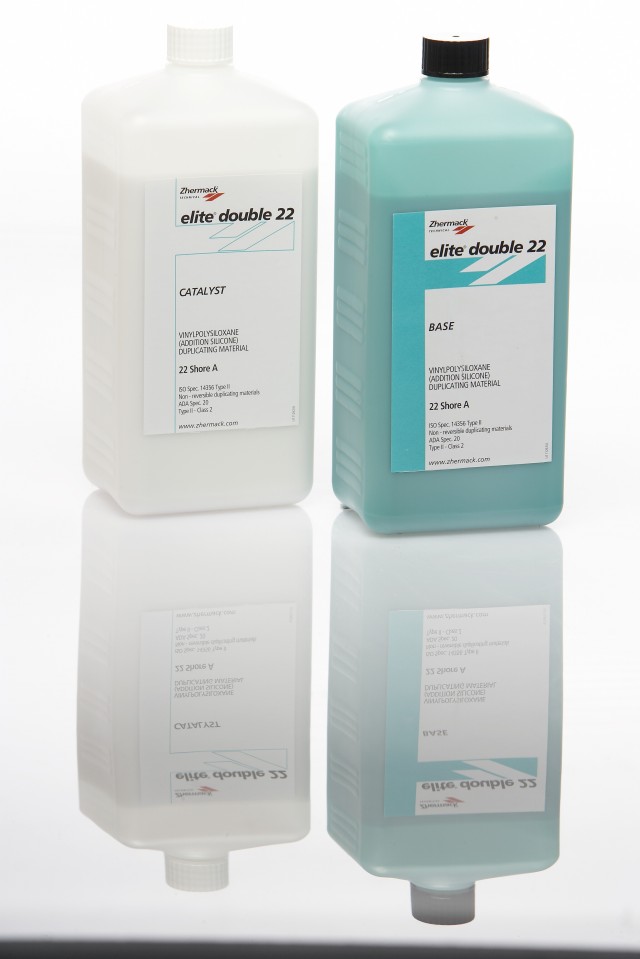 Zhermack
TECHNICAL
elite® double 22
CATALYST
VINYLPOLYSILOXANE
(ADDITION SILICONE)
DUPLICATING MATERIAL
22 Shore A
ISO Spec. 14356 Type II
Non - reversible duplicating materials
ADA Spec. 20
Type II - Class 2
www.zhermack.com
Zhermack
TECHNICAL
elite® double 22
BASE
VINYLPOLYSILOXANE
(ADDITION SILICONE)
DUPLICATING MATERIAL
22 Shore A
ISO Spec. 14356 Type II
Non - reversible duplicating materials
ADA Spec. 20
Type II - Class 2
www.zhermack.com